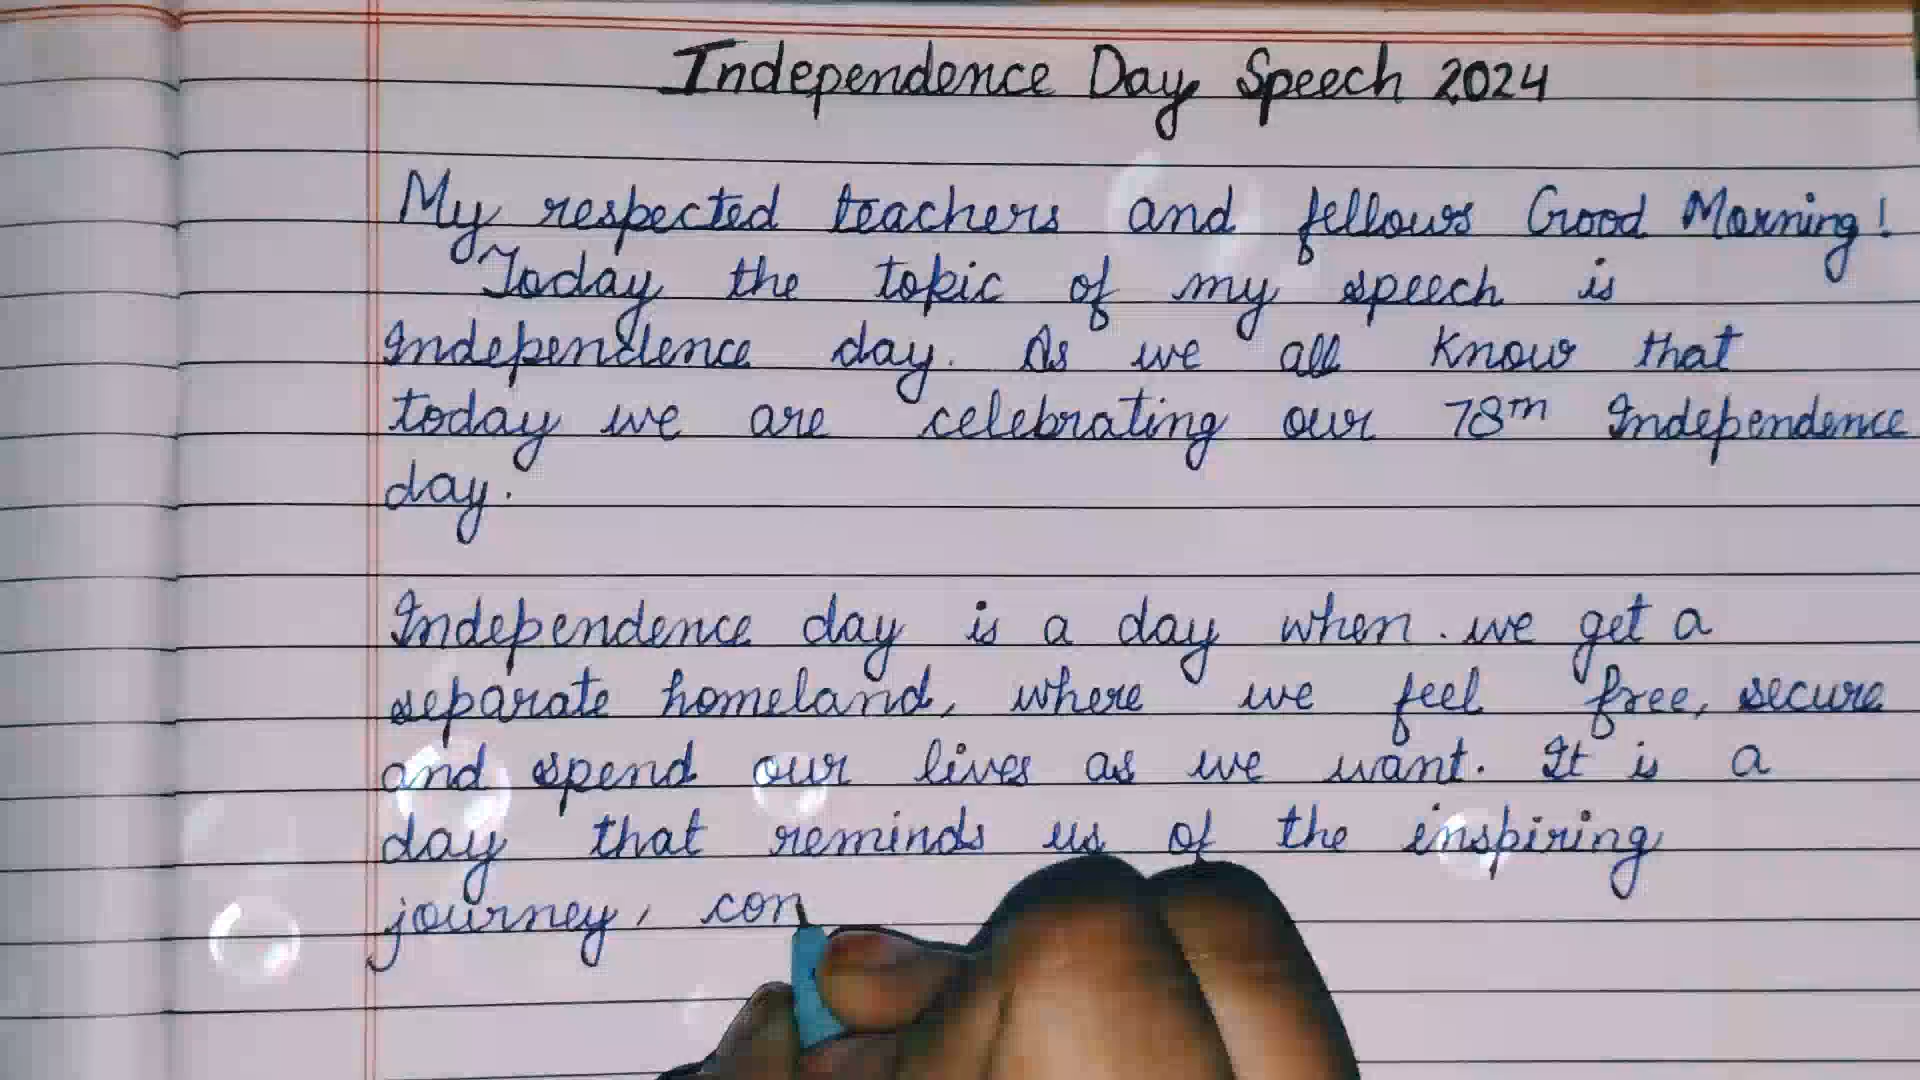 Independence Day Speech 2024
My respected teachers and fellows Good Morning!
Today the topic of my speech is
Independence day. As we all know that
today we are celebrating our 78th Independence
day.
Independence day is a day when. we get a
separate homeland, where we feel free, secure
and spend our lives as we want. It is a
day that reminds us of the inspiring
journey, con